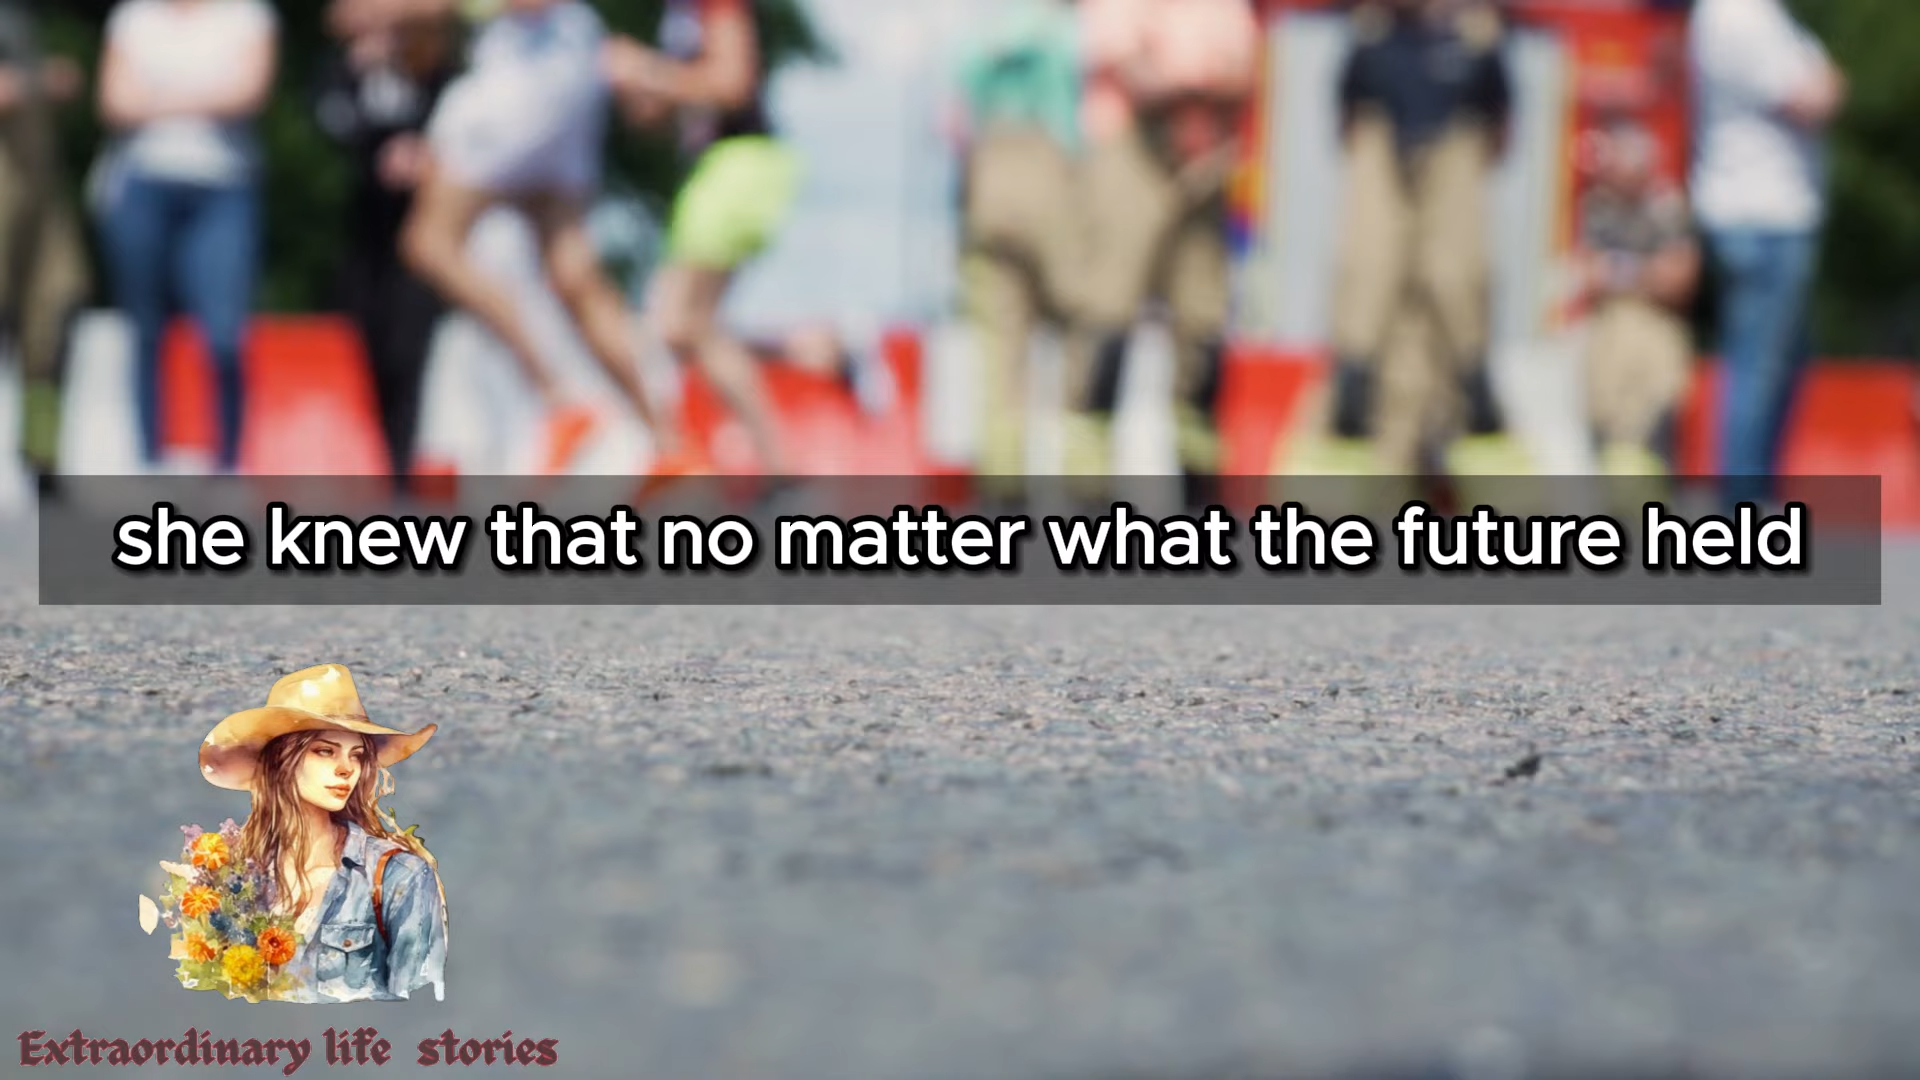 she knew that no matter what the future held
Extraordinary life stories